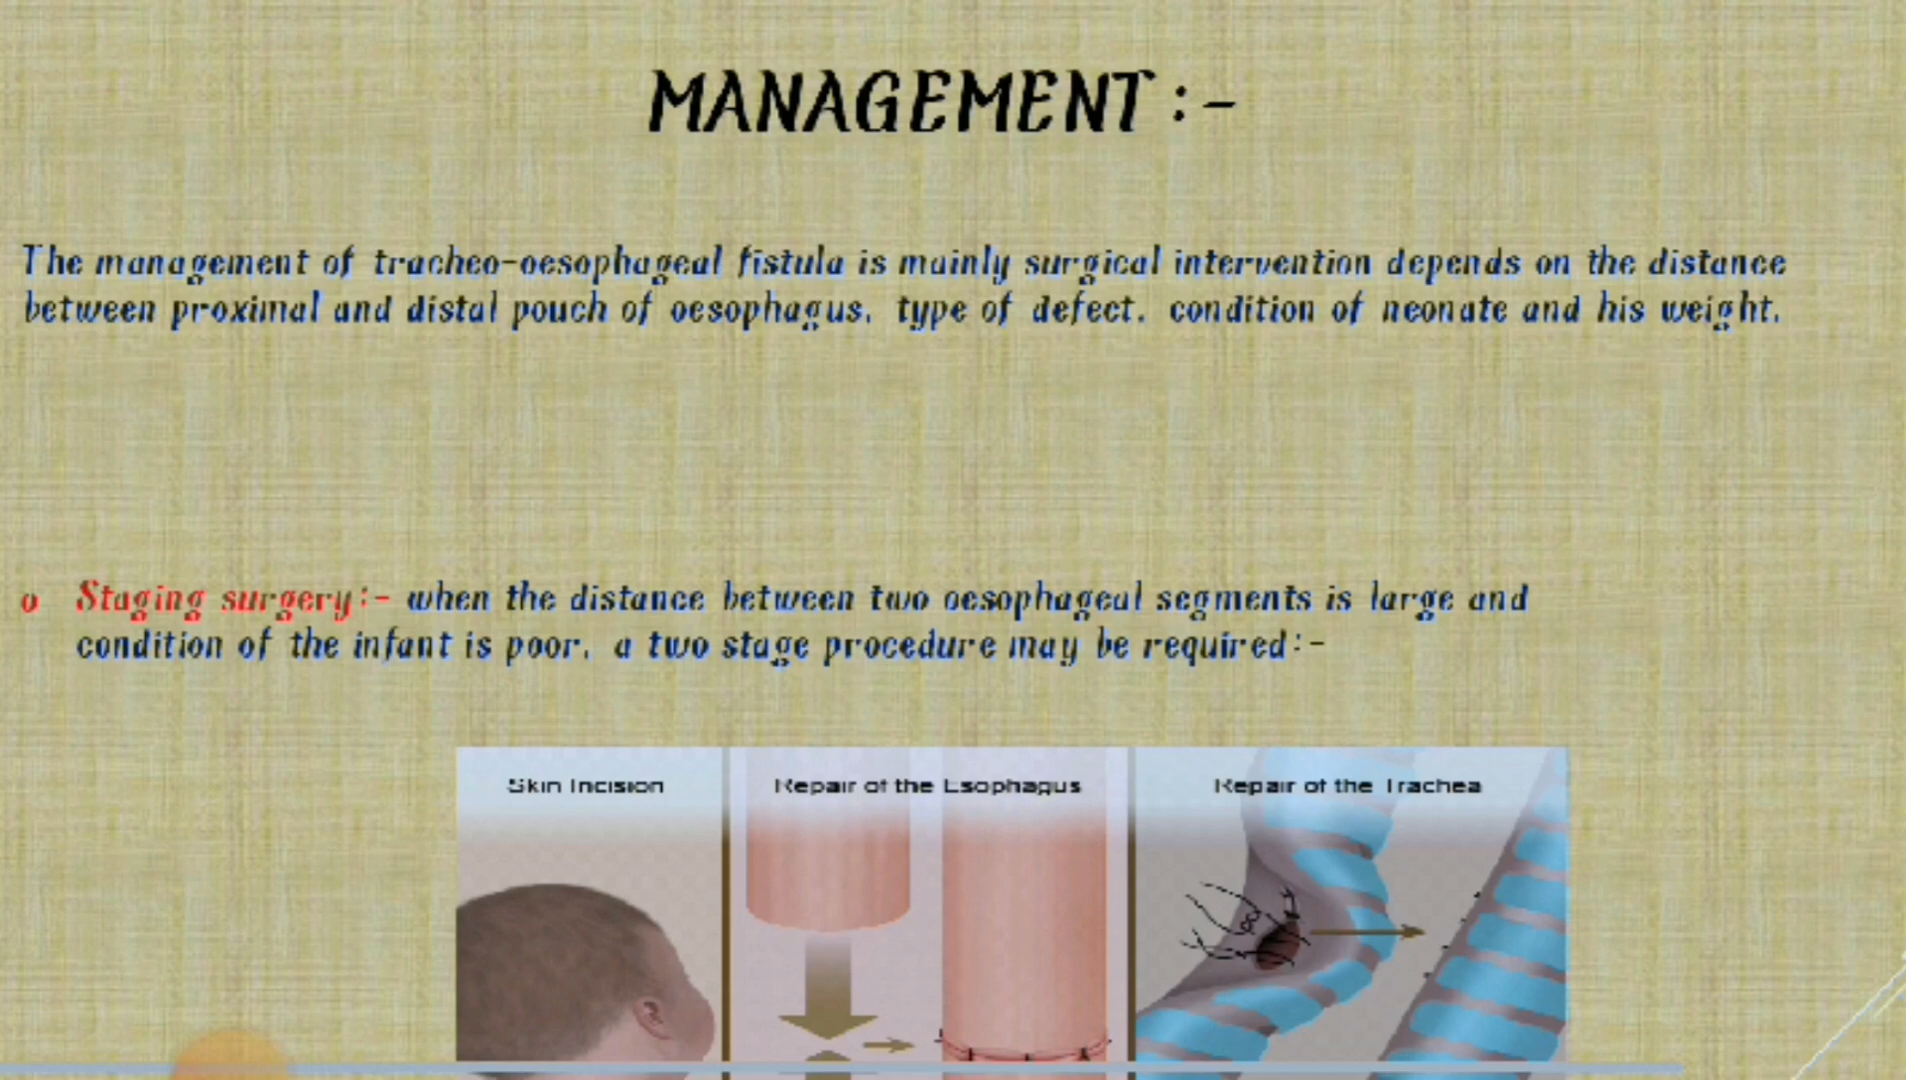 MANAGEMENT :-
The management of tracheo-oesophageal fistula is mainly surgical intervention depends on the distance
between proximal and distal pouch of oesophagus, type of defect, condition of neonate and his weight.
o Staging surgery:- when the distance between two oesophageal segments is large and
condition of the infant is poor, a two stage procedure may be required:-
Skin Incision
Repair of the Esophagus
Repair of the Trachea